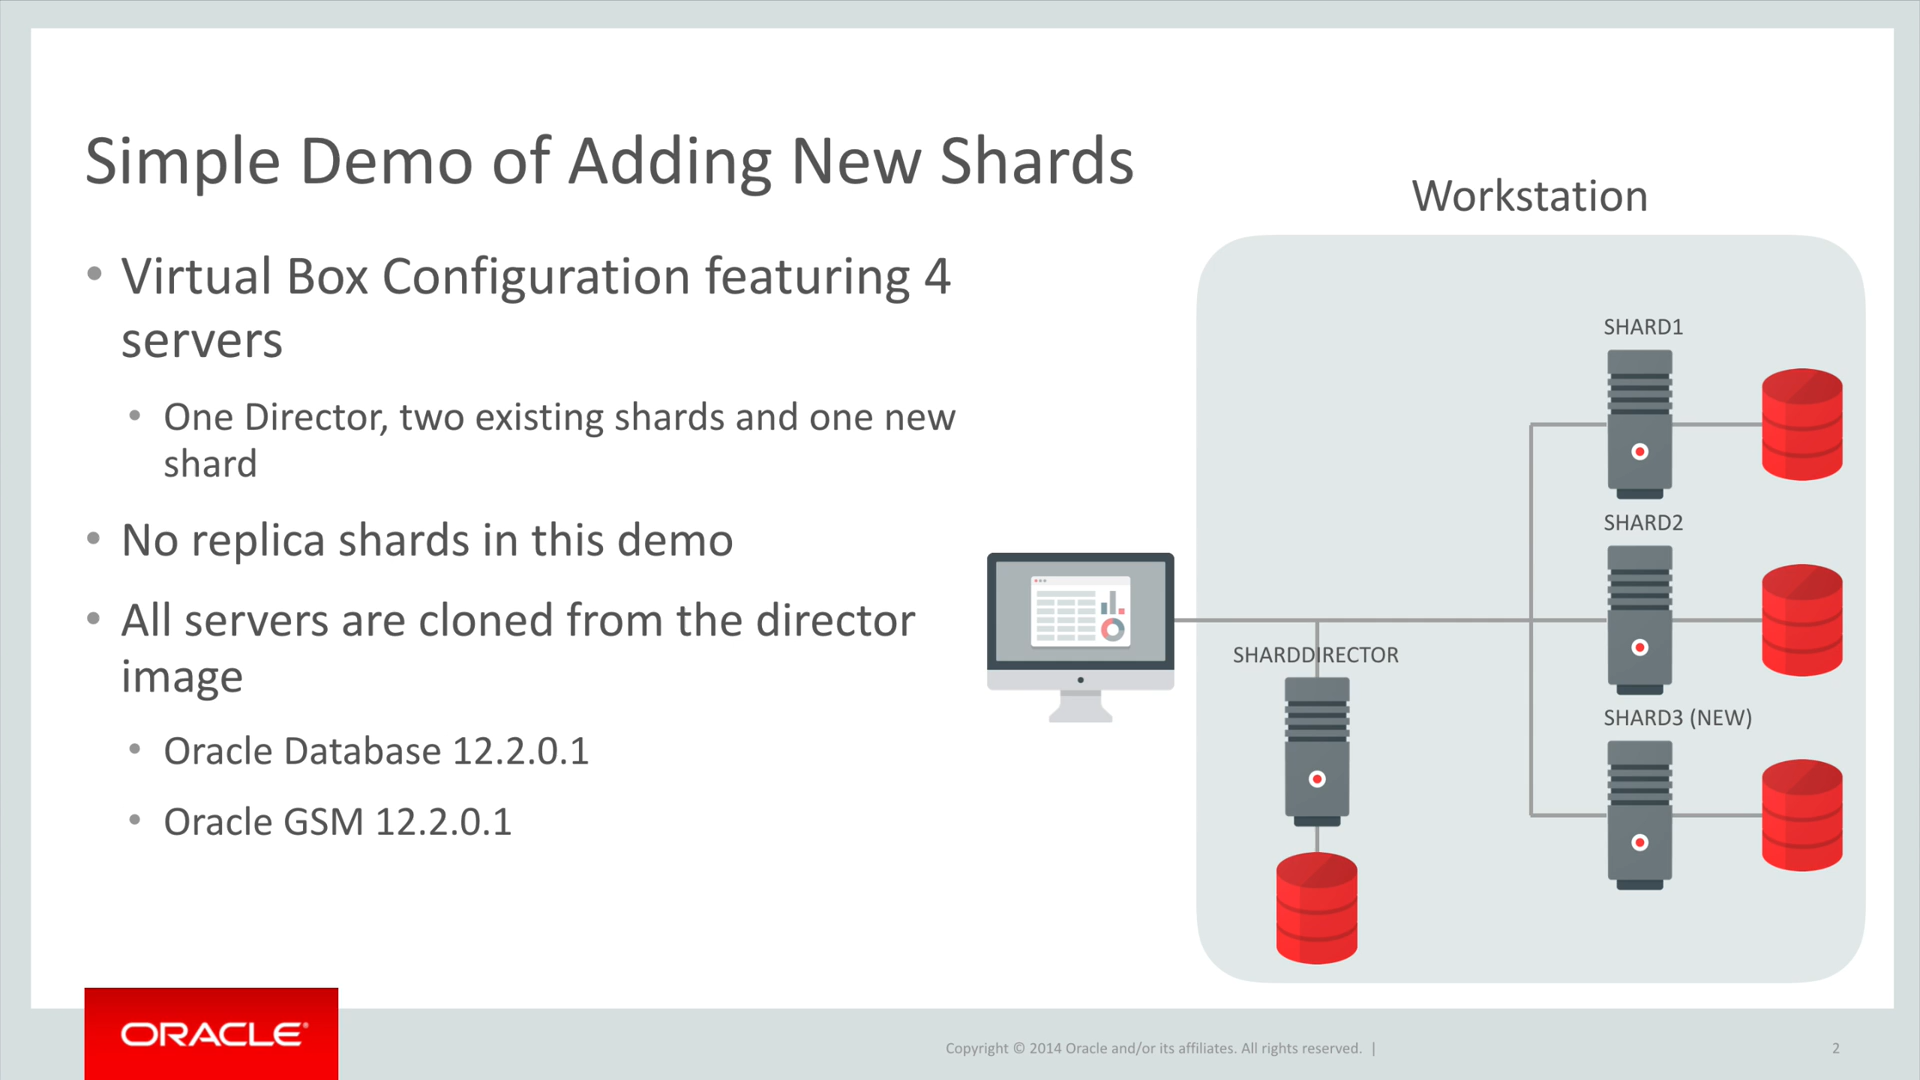 Simple Demo of Adding New Shards
Workstation
• Virtual Box Configuration featuring 4
servers
• One Director, two existing shards and one new
shard
• No replica shards in this demo
• All servers are cloned from the director
image
• Oracle Database 12.2.0.1
• Oracle GSM 12.2.0.1
SHARD1
SHARD2
SHARDDIRECTOR
SHARD3 (NEW)
ORACLE®
Copyright © 2014 Oracle and/or its affiliates. All rights reserved. |
2